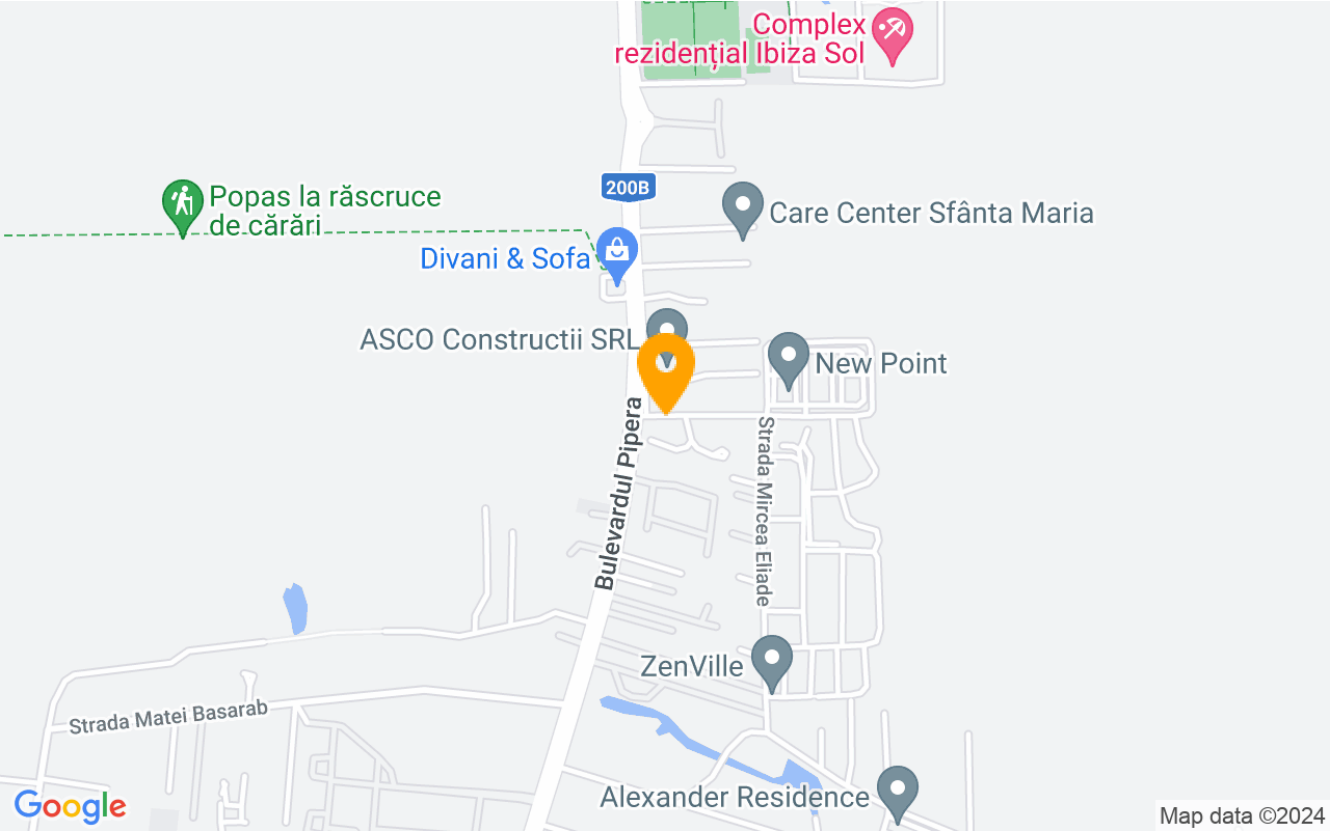 Complex
rezidențial Ibiza Sol
200B
Popas la răscruce
de cărări
Care Center Sfânta Maria
Divani & Sofa
ASCO Constructii SRL
New Point
Bulevardul Pipera
Strada Mircea Eliade
ZenVille
Strada Matei Basarab
Alexander Residence
Google
Map data ©2024